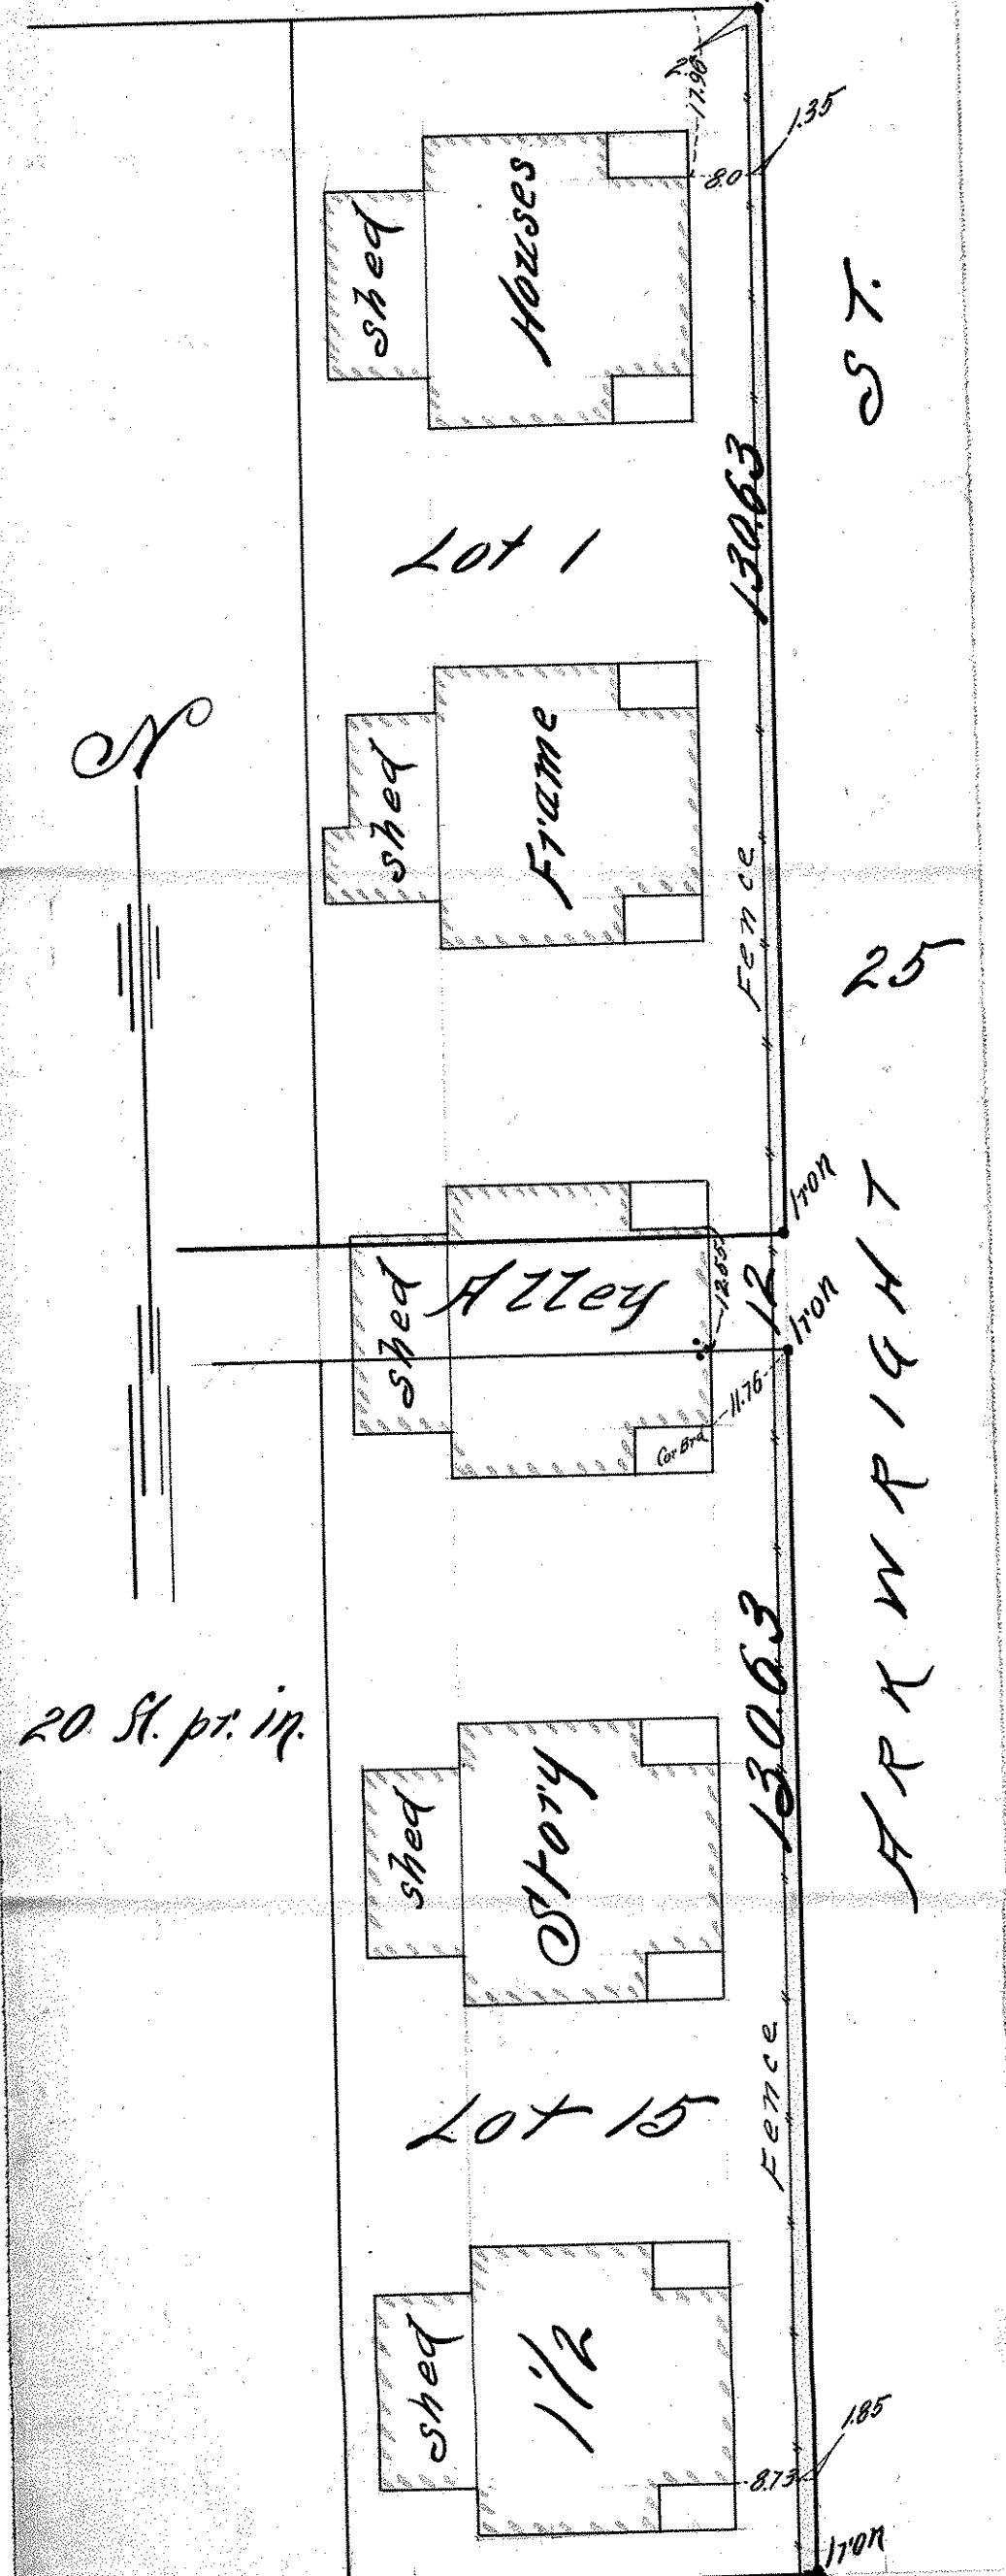 2
17.96
1.35
8.0
shed
Houses
ST.
130.63
Lot 1
N
shed
Frame
Fence
25
Iron
12.65
shed
Alley
12
Iron
11.76
Cor Brd
130.63
20 ft. pr. in.
shed
Story
ARKWRIGHT
Fence
Lot 15
shed
1 1/2
1.85
8.73
Iron